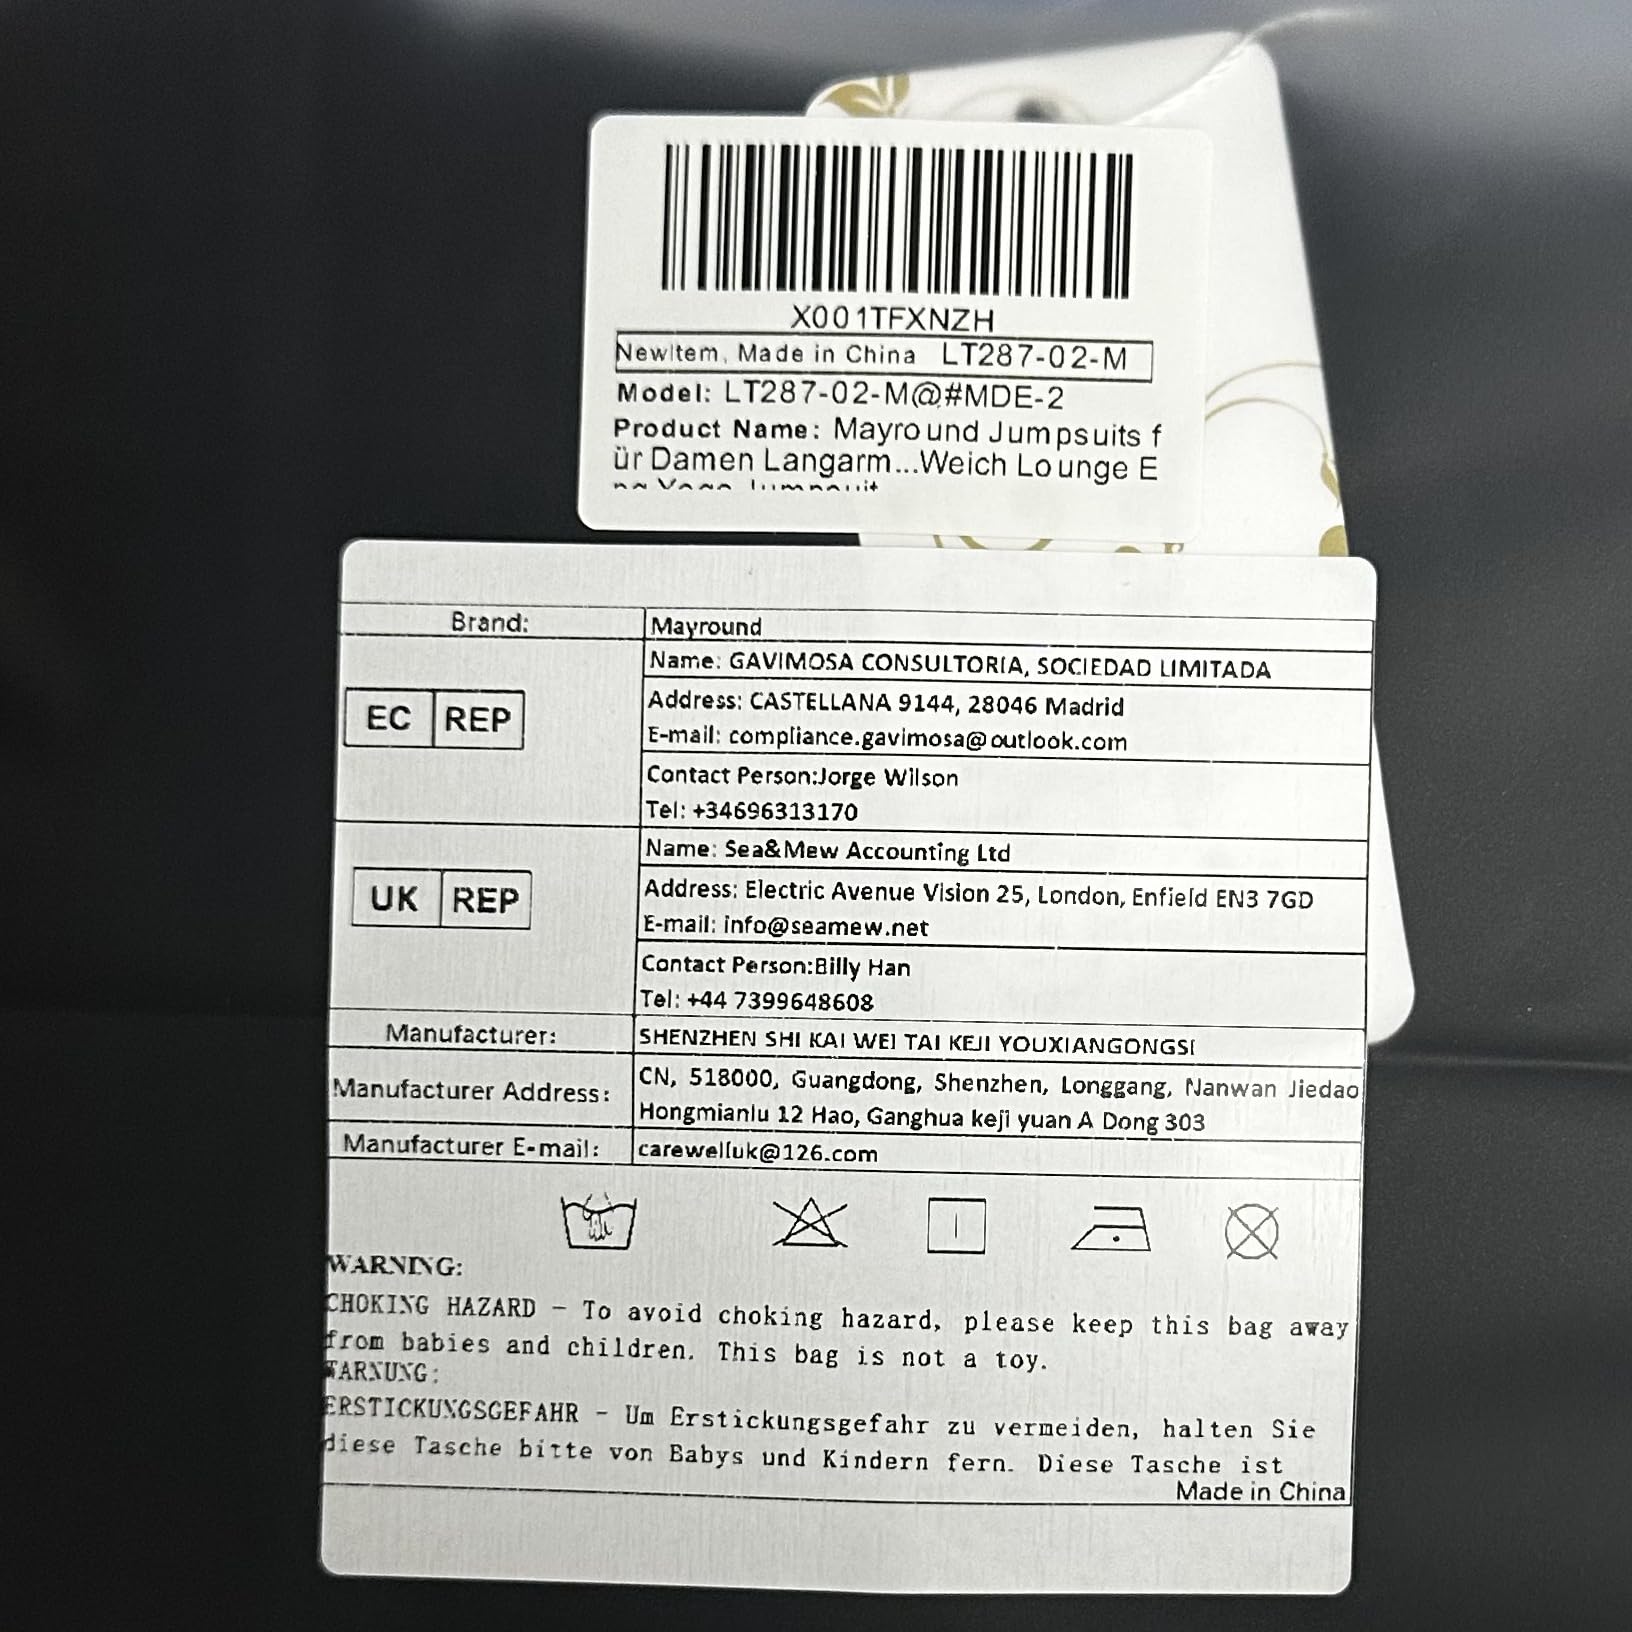 X001TFXNZH
NewItem, Made in China LT287-02-M
Model: LT287-02-M@#MDE-2
Product Name: Mayround Jumpsuits f
ür Damen Langarm...Weich Lounge E
Brand: Mayround
EC REP
Name: GAVIMOSA CONSULTORIA, SOCIEDAD LIMITADA
Address: CASTELLANA 9144, 28046 Madrid
E-mail: compliance.gavimosa@outlook.com
Contact Person:Jorge Wilson
Tel: +34696313170
UK REP
Name: Sea&Mew Accounting Ltd
Address: Electric Avenue Vision 25, London, Enfield EN3 7GD
E-mail: info@seamew.net
Contact Person:Billy Han
Tel: +44 7399648608
Manufacturer: SHENZHEN SHI KAI WEI TAI KEJI YOUXIANGONGSI
Manufacturer Address: CN, 518000, Guangdong, Shenzhen, Longgang, Nanwan Jiedao
Hongmianlu 12 Hao, Ganghua keji yuan A Dong 303
Manufacturer E-mail: carewelluk@126.com
WARNING:
CHOKING HAZARD - To avoid choking hazard, please keep this bag away
from babies and children. This bag is not a toy.
WARNUNG:
ERSTICKUNGSGEFAHR - Um Erstickungsgefahr zu vermeiden, halten Sie
diese Tasche bitte von Babys und Kindern fern. Diese Tasche ist
Made in China